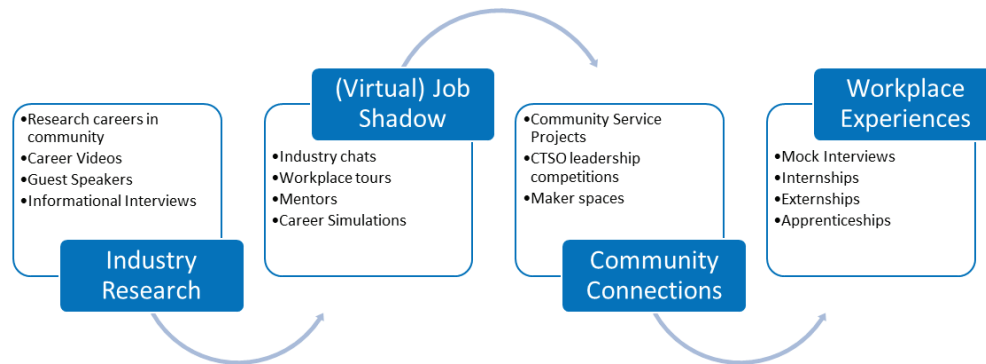 •Research careers in
community
•Career Videos
•Guest Speakers
•Informational Interviews
Industry
Research
(Virtual) Job
Shadow
•Industry chats
•Workplace tours
•Mentors
•Career Simulations
•Community Service
Projects
•CTSO leadership
competitions
•Maker spaces
Community
Connections
Workplace
Experiences
•Mock Interviews
•Internships
•Externships
•Apprenticeships